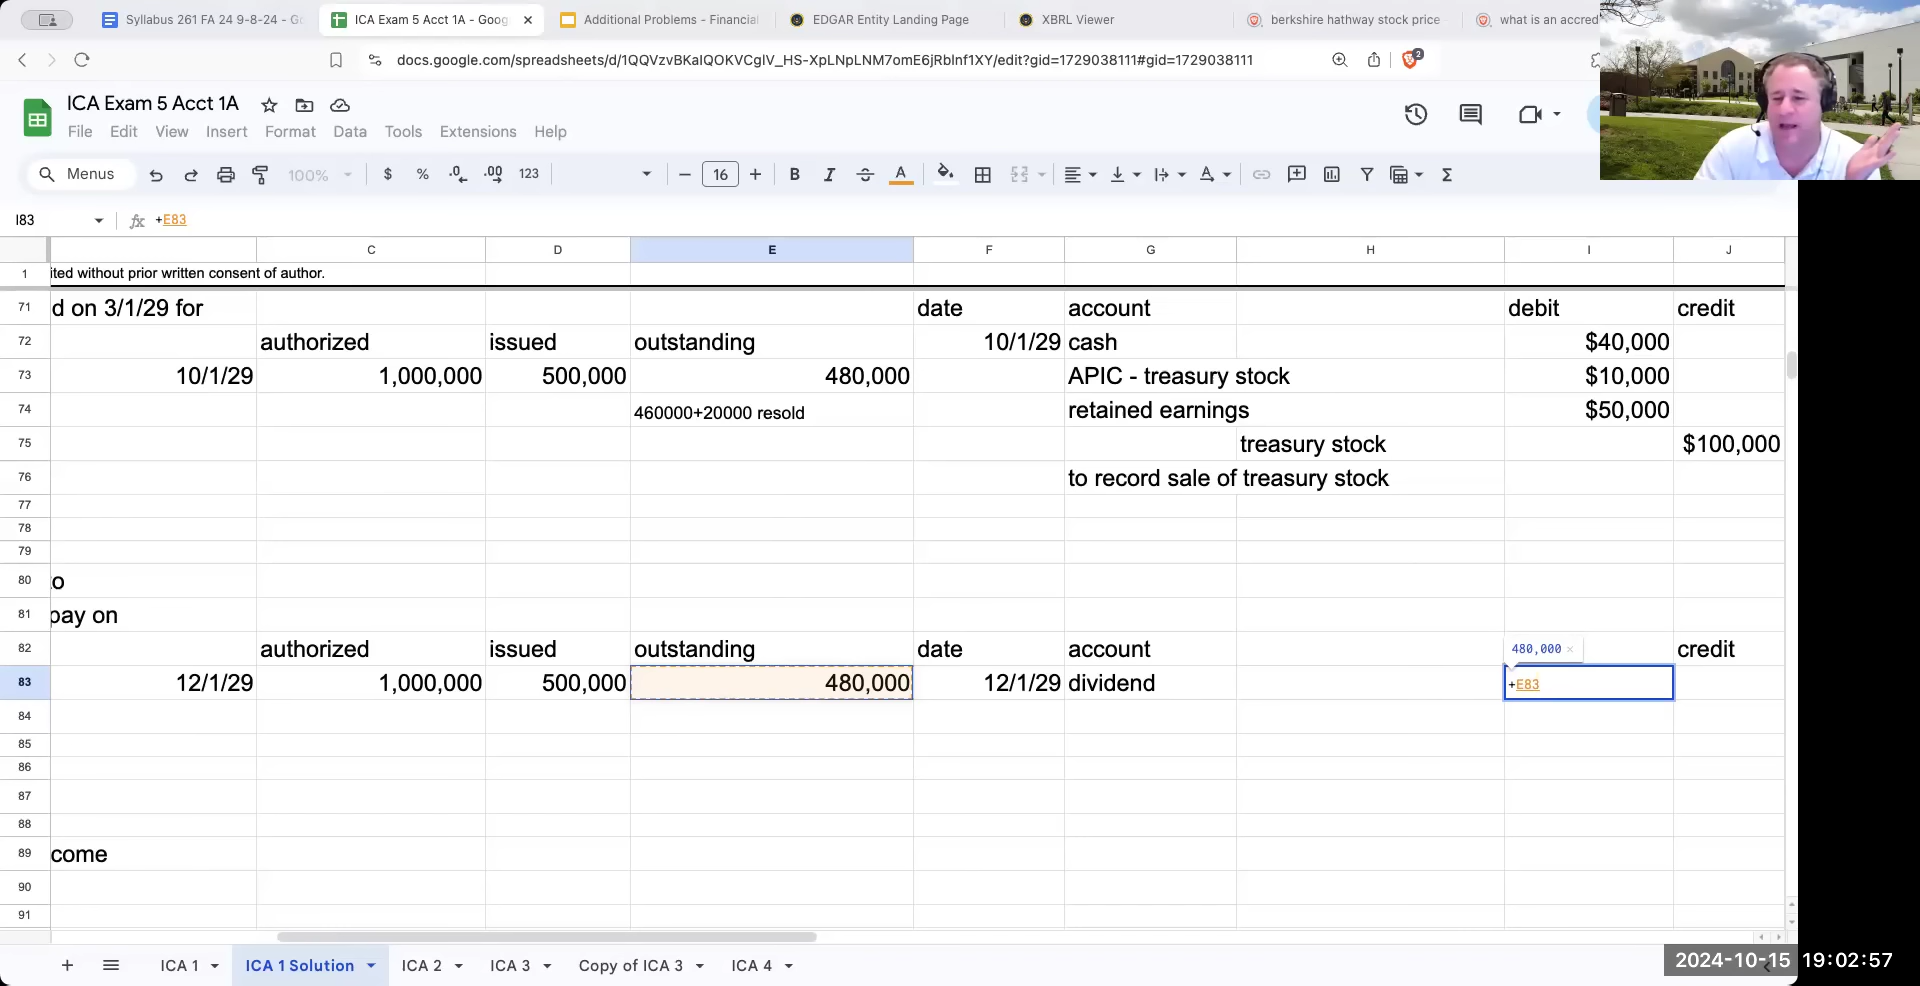 Syllabus 261 FA 24 9-8-24 - Go
ICA Exam 5 Acct 1A - Goog
Additional Problems - Financial
EDGAR Entity Landing Page
XBRL Viewer
berkshire hathway stock price
what is an accred
docs.google.com/spreadsheets/d/1QQVzvBKaIQOKVCgIV_HS-XpLNpLNM7omE6jRbInf1XY/edit?gid=1729038111#gid=1729038111
2
ICA Exam 5 Acct 1A
File Edit View Insert Format Data Tools Extensions Help
Menus 100% $ % .0 .00 123 16 B I A
I83 fx +E83
C D E F G H I J
1 ited without prior written consent of author.
71 d on 3/1/29 for date account debit credit
72 authorized issued outstanding 10/1/29 cash $40,000
73 10/1/29 1,000,000 500,000 480,000 APIC - treasury stock $10,000
74 460000+20000 resold retained earnings $50,000
75 treasury stock $100,000
76 to record sale of treasury stock
77
78
79
80 to
81 pay on
82 authorized issued outstanding date account 480,000 × credit
83 12/1/29 1,000,000 500,000 480,000 12/1/29 dividend +E83
84
85
86
87
88
89 come
90
91
+ ICA 1 ICA 1 Solution ICA 2 ICA 3 Copy of ICA 3 ICA 4
2024-10-15 19:02:57